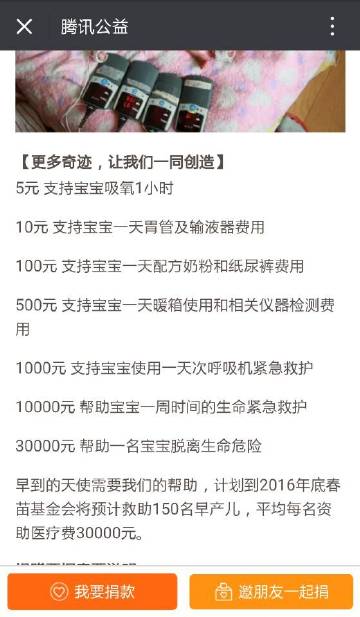 腾讯公益
【更多奇迹，让我们一同创造】
5元 支持宝宝吸氧1小时
10元 支持宝宝一天胃管及输液器费用
100元 支持宝宝一天配方奶粉和纸尿裤费用
500元 支持宝宝一天暖箱使用和相关仪器检测费
用
1000元 支持宝宝使用一天次呼吸机紧急救护
10000元 帮助宝宝一周时间的生命紧急救护
30000元 帮助一名宝宝脱离生命危险
早到的天使需要我们的帮助，计划到2016年底春
苗基金会将预计救助150名早产儿，平均每名资
助医疗费30000元。
我要捐款
邀朋友一起捐